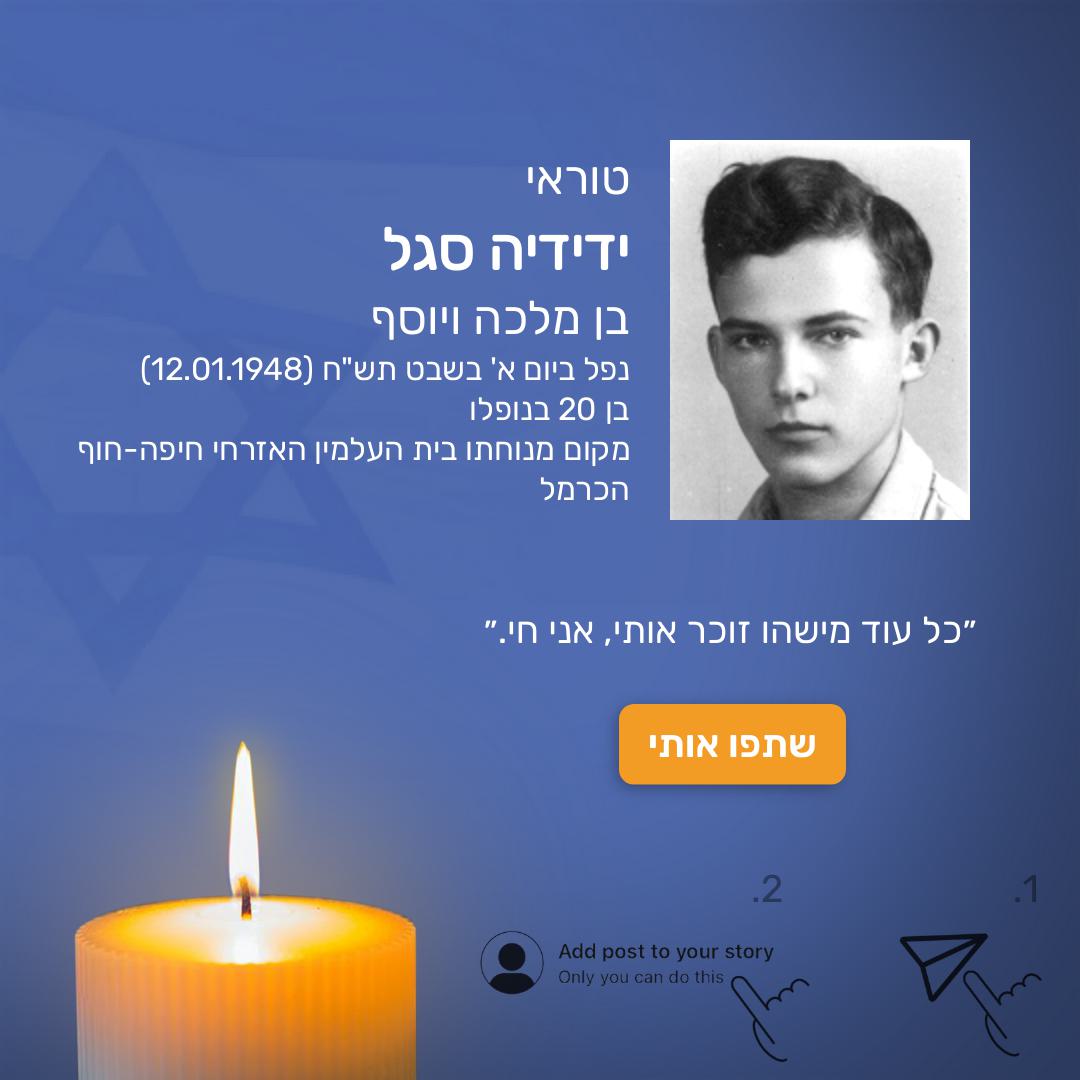 טוראי
ידידיה סגל
בן מלכה ויוסף
נפל ביום א' בשבט תש"ח (12.01.1948)
בן 20 בנופלו
מקום מנוחתו בית העלמין האזרחי חיפה-חוף
הכרמל
״כל עוד מישהו זוכר אותי, אני חי.״
שתפו אותי
1.
2.
Add post to your story
Only you can do this